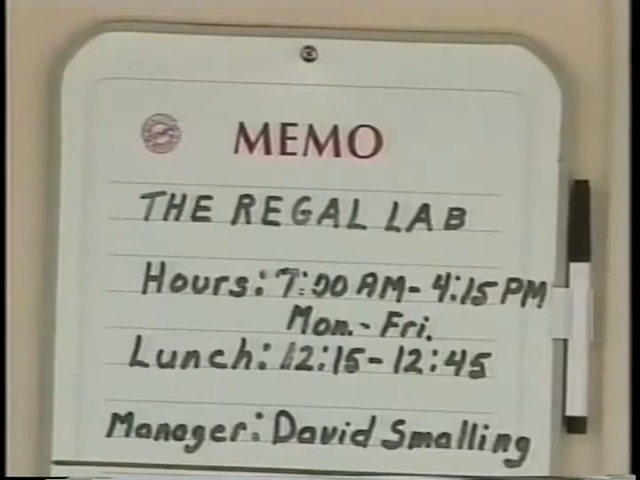 MEMO
THE REGAL LAB
Hours: 7:00 AM- 4:15 PM
Mon.- Fri.
Lunch: 12:15-12:45
Manager: David Smalling